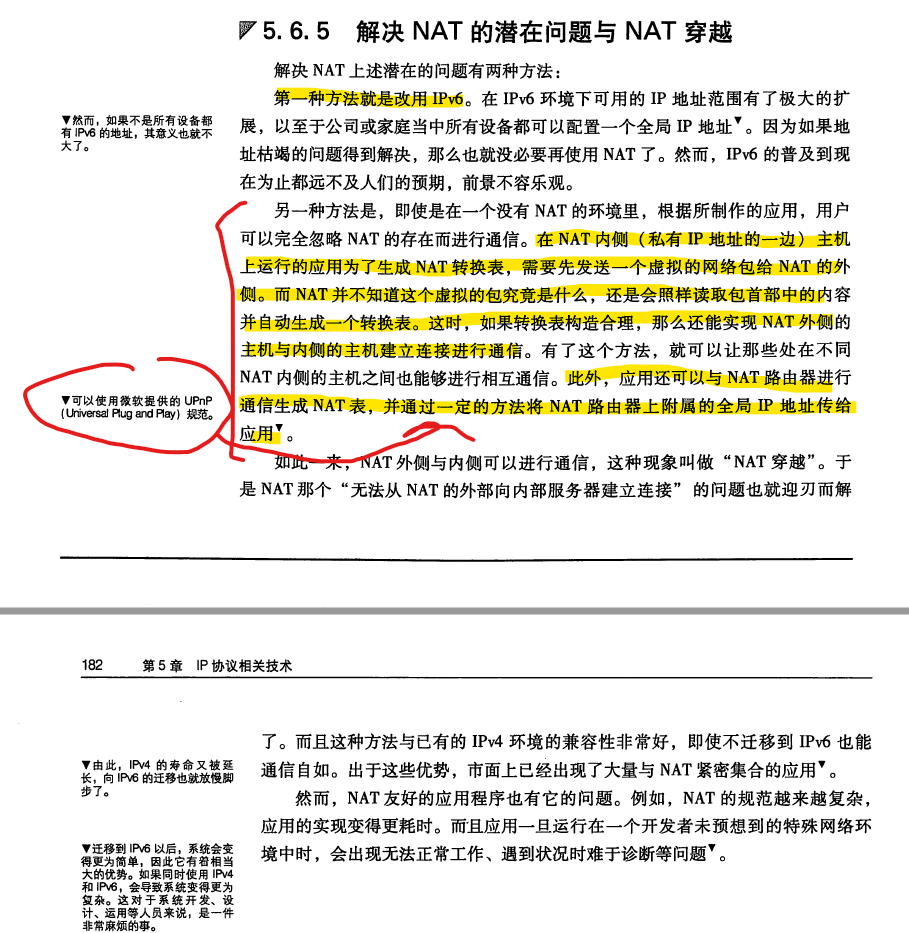 5.6.5 解决 NAT 的潜在问题与 NAT 穿越
解决 NAT 上述潜在的问题有两种方法：
第一种方法就是改用 IPv6。在 IPv6 环境下可用的 IP 地址范围有了极大的扩
▼然而，如果不是所有设备都
有 IPv6 的地址，其意义也就不
大了。
展，以至于公司或家庭当中所有设备都可以配置一个全局 IP 地址▼。因为如果地
址枯竭的问题得到解决，那么也就没必要再使用 NAT 了。然而，IPv6 的普及到现
在为止都远不及人们的预期，前景不容乐观。
另一种方法是，即使是在一个没有 NAT 的环境里，根据所制作的应用，用户
可以完全忽略 NAT 的存在而进行通信。在 NAT 内侧（私有 IP 地址的一边）主机
上运行的应用为了生成 NAT 转换表，需要先发送一个虚拟的网络包给 NAT 的外
侧。而 NAT 并不知道这个虚拟的包究竟是什么，还是会照样读取包首部中的内容
并自动生成一个转换表。这时，如果转换表构造合理，那么还能实现 NAT 外侧的
主机与内侧的主机建立连接进行通信。有了这个方法，就可以让那些处在不同
NAT 内侧的主机之间也能够进行相互通信。此外，应用还可以与 NAT 路由器进行
▼可以使用微软提供的 UPnP
（Universal Plug and Play）规范。
通信生成 NAT 表，并通过一定的方法将 NAT 路由器上附属的全局 IP 地址传给
应用▼。
如此一来，NAT 外侧与内侧可以进行通信，这种现象叫做“NAT 穿越”。于
是 NAT 那个“无法从 NAT 的外部向内部服务器建立连接”的问题也就迎刃而解
182 第 5 章 IP 协议相关技术
了。而且这种方法与已有的 IPv4 环境的兼容性非常好，即使不迁移到 IPv6 也能
▼由此，IPv4 的寿命又被延
长，向 IPv6 的迁移也就放慢脚
步了。
通信自如。出于这些优势，市面上已经出现了大量与 NAT 紧密集合的应用▼。
然而，NAT 友好的应用程序也有它的问题。例如，NAT 的规范越来越复杂，
应用的实现变得更耗时。而且应用一旦运行在一个开发者未预想到的特殊网络环
境中时，会出现无法正常工作、遇到状况时难于诊断等问题▼。
▼迁移到 IPv6 以后，系统会变
得更为简单，因此它有着相当
大的优势。如果同时使用 IPv4
和 IPv6，会导致系统变得更为
复杂。这对于系统开发、设
计、运用等人员来说，是一件
非常麻烦的事。